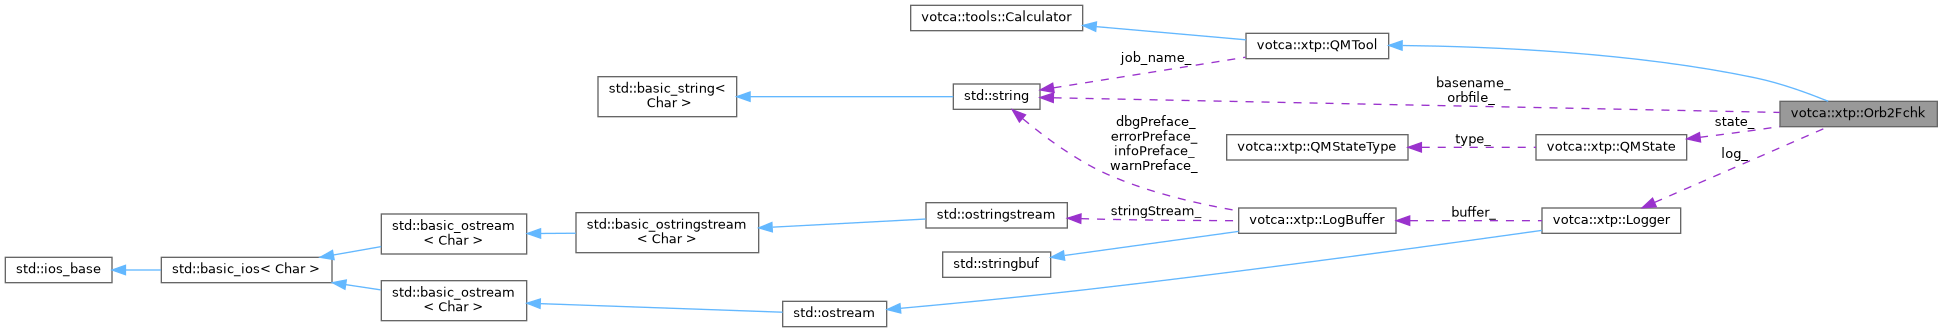 votca::tools::Calculator
votca::xtp::QMTool
job_name_
std::basic_string<
Char >
std::string
basename_
orbfile_
votca::xtp::Orb2Fchk
dbgPreface_
errorPreface_
infoPreface_
warnPreface_
votca::xtp::QMStateType
type_
votca::xtp::QMState
state_
log_
std::basic_ostream
< Char >
std::basic_ostringstream
< Char >
std::ostringstream
stringStream_
votca::xtp::LogBuffer
buffer_
votca::xtp::Logger
std::ios_base
std::basic_ios< Char >
std::stringbuf
std::basic_ostream
< Char >
std::ostream